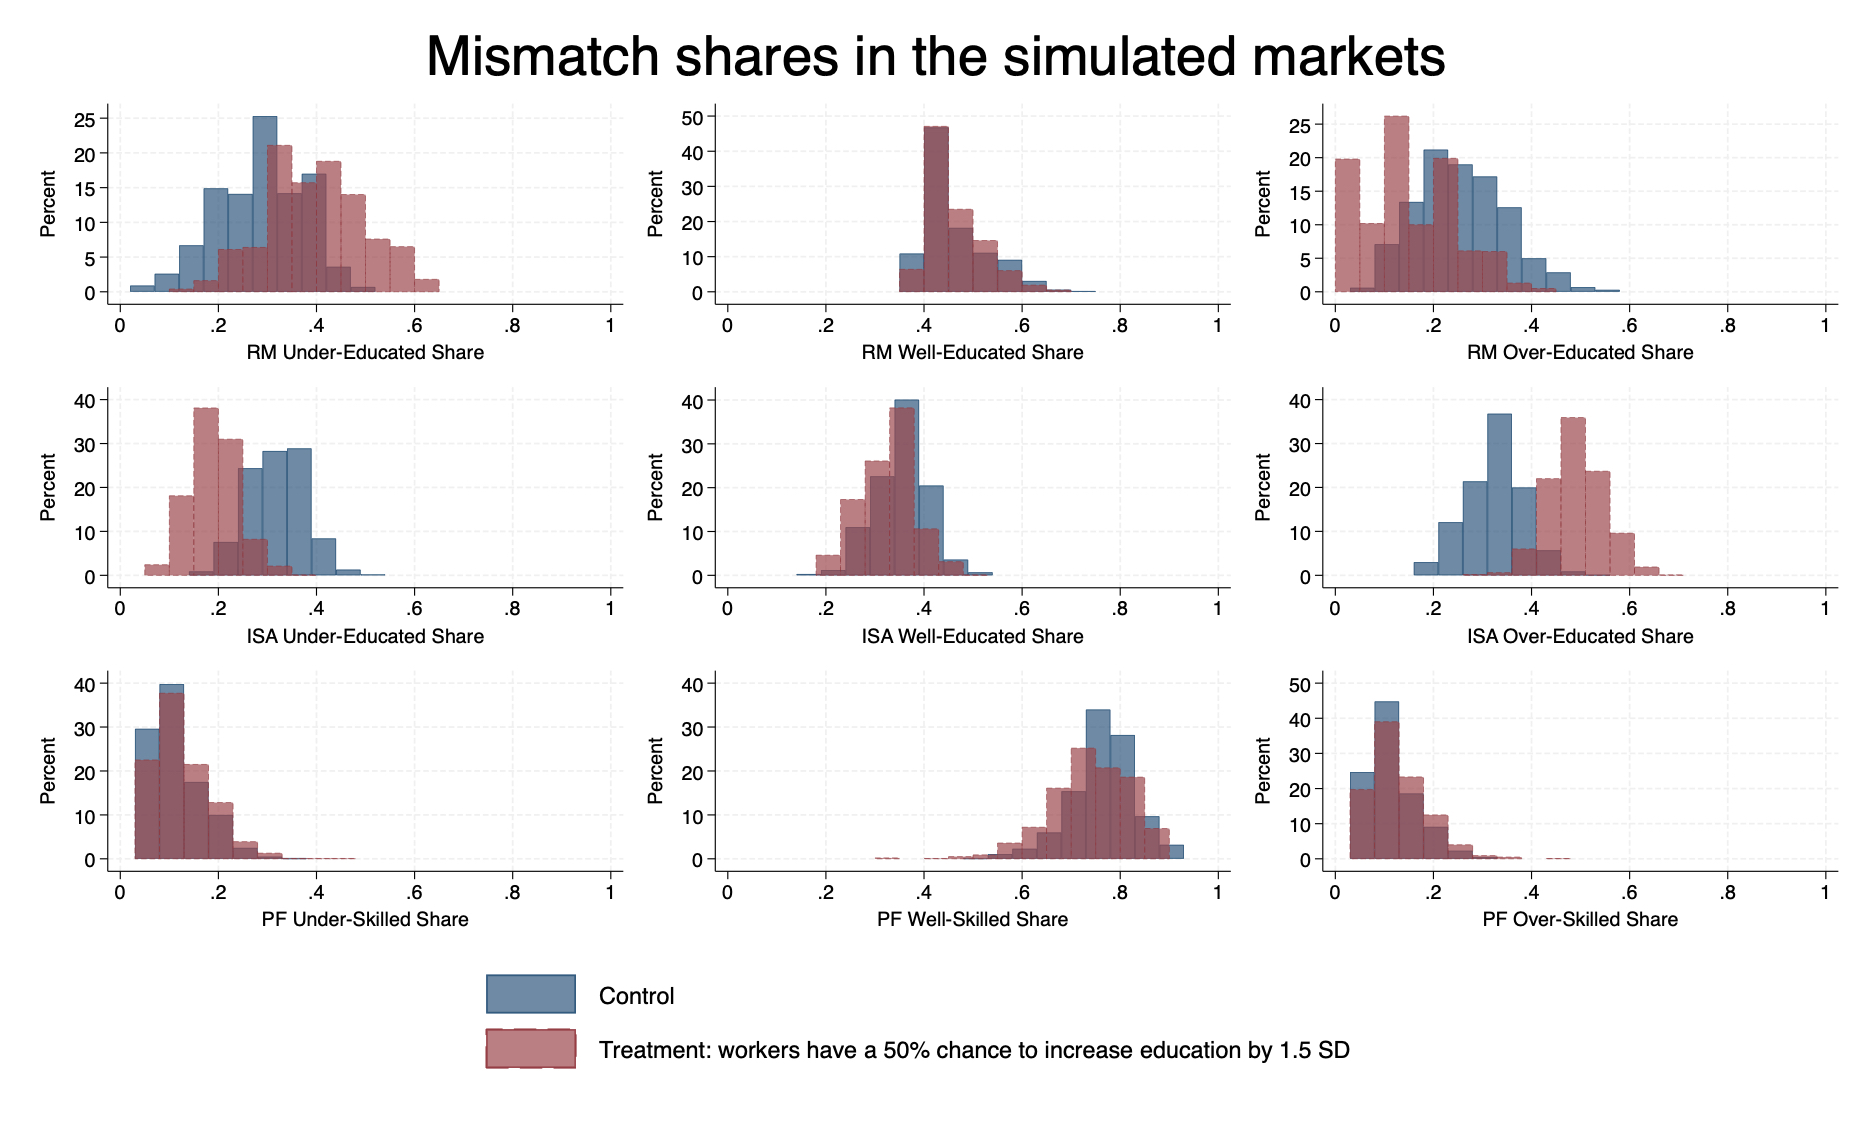 Mismatch shares in the simulated markets
Percent
25
20
15
10
5
0
0 .2 .4 .6 .8 1
RM Under-Educated Share
Percent
50
40
30
20
10
0
0 .2 .4 .6 .8 1
RM Well-Educated Share
Percent
25
20
15
10
5
0
0 .2 .4 .6 .8 1
RM Over-Educated Share
Percent
40
30
20
10
0
0 .2 .4 .6 .8 1
ISA Under-Educated Share
Percent
40
30
20
10
0
0 .2 .4 .6 .8 1
ISA Well-Educated Share
Percent
40
30
20
10
0
0 .2 .4 .6 .8 1
ISA Over-Educated Share
Percent
40
30
20
10
0
0 .2 .4 .6 .8 1
PF Under-Skilled Share
Percent
40
30
20
10
0
0 .2 .4 .6 .8 1
PF Well-Skilled Share
Percent
50
40
30
20
10
0
0 .2 .4 .6 .8 1
PF Over-Skilled Share
Control
Treatment: workers have a 50% chance to increase education by 1.5 SD